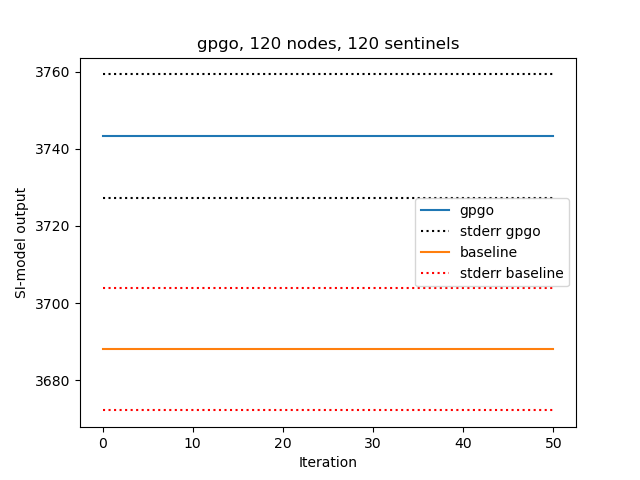 gpgo, 120 nodes, 120 sentinels
SI-model output
3760
3740
3720
3700
3680
gpgo
stderr gpgo
baseline
stderr baseline
0 10 20 30 40 50
Iteration